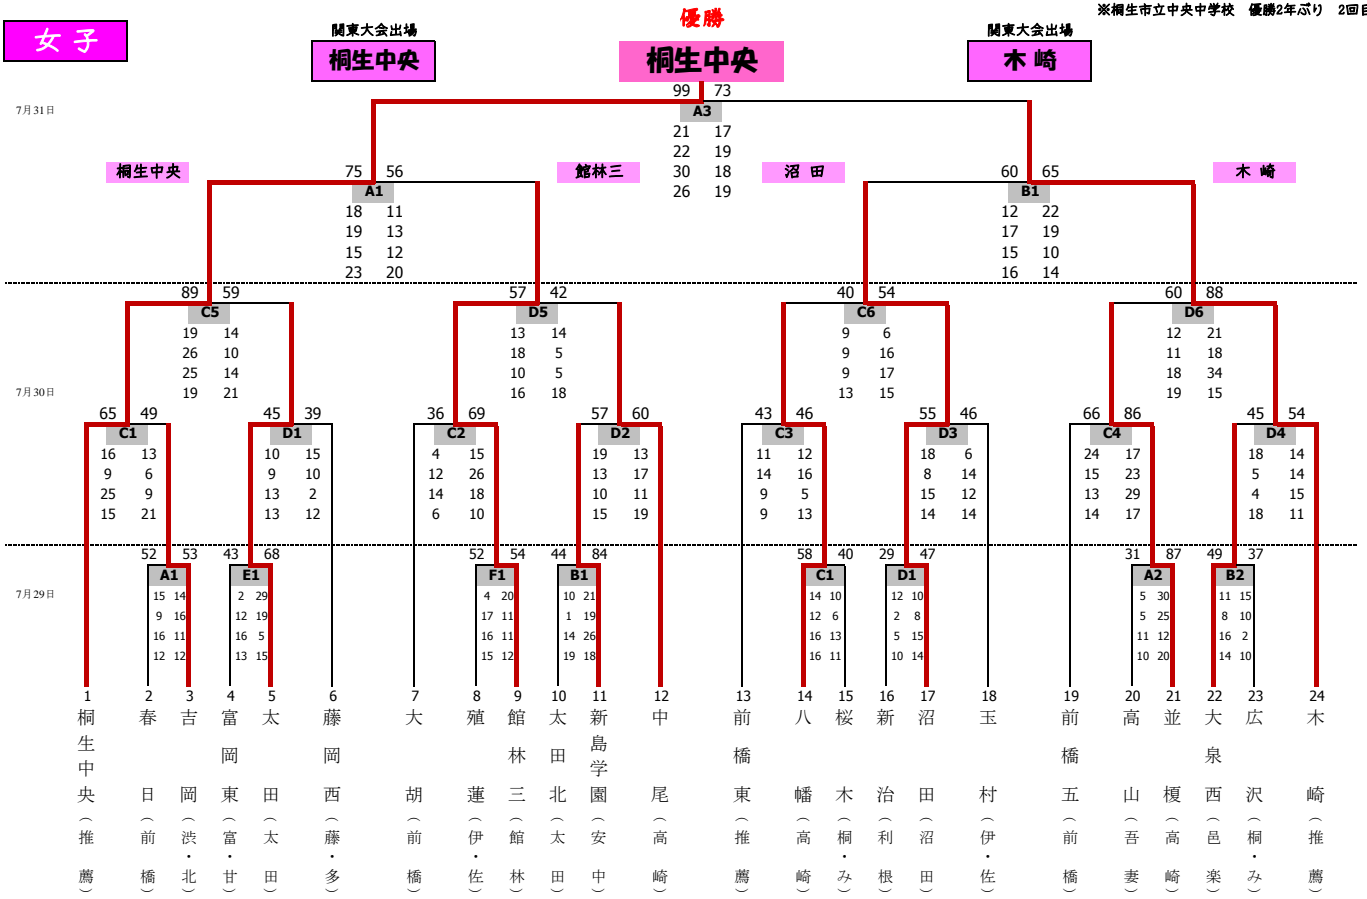 ※桐生市立中央中学校 優勝2年ぶり 2回目
優勝
女 子
関東大会出場
関東大会出場
桐生中央
桐生中央
木 崎
99 73
7月31日
A3
21 17
22 19
30 18
26 19
桐生中央
館林三
沼 田
木 崎
75 56
60 65
A1
B1
18 11
12 22
19 13
17 19
15 12
15 10
23 20
16 14
89 59
57 42
40 54
60 88
C5
D5
C6
D6
19 14
13 14
9 6
12 21
26 10
18 5
9 16
11 18
25 14
10 5
9 17
18 34
19 21
16 18
13 15
19 15
7月30日
65 49
45 39
36 69
57 60
43 46
55 46
66 86
45 54
C1
D1
C2
D2
C3
D3
C4
D4
16 13
10 15
4 15
19 13
11 12
18 6
24 17
18 14
9 6
9 10
12 26
13 17
14 16
8 14
15 23
5 14
25 9
13 2
14 18
10 11
9 5
15 12
13 29
4 15
15 21
13 12
6 10
15 19
9 13
14 14
14 17
18 11
52 53
43 68
52 54
44 84
58 40
29 47
31 87
49 37
7月29日
A1
E1
F1
B1
C1
D1
A2
B2
15 14
2 29
4 20
10 21
14 10
12 10
5 30
11 15
9 16
12 19
17 11
1 19
12 6
2 8
5 25
8 10
16 11
16 5
16 11
14 26
16 13
5 15
11 12
16 2
12 12
13 15
15 12
19 18
16 11
10 14
10 20
14 10
1 桐生中央（推薦）
2 春日（前橋）
3 吉岡（渋・北）
4 富岡東（富・甘）
5 太田（太田）
6 藤岡西（藤・多）
7 大胡（前橋）
8 殖蓮（伊・佐）
9 館林三（館林）
10 太田北（太田）
11 新島学園（安中）
12 中尾（高崎）
13 前橋東（推薦）
14 八幡（高崎）
15 桜木（桐・み）
16 新治（利根）
17 沼田（沼田）
18 玉村（伊・佐）
19 前橋五（前橋）
20 高山（吾妻）
21 並榎（高崎）
22 大泉西（邑楽）
23 広沢（桐・み）
24 木崎（推薦）